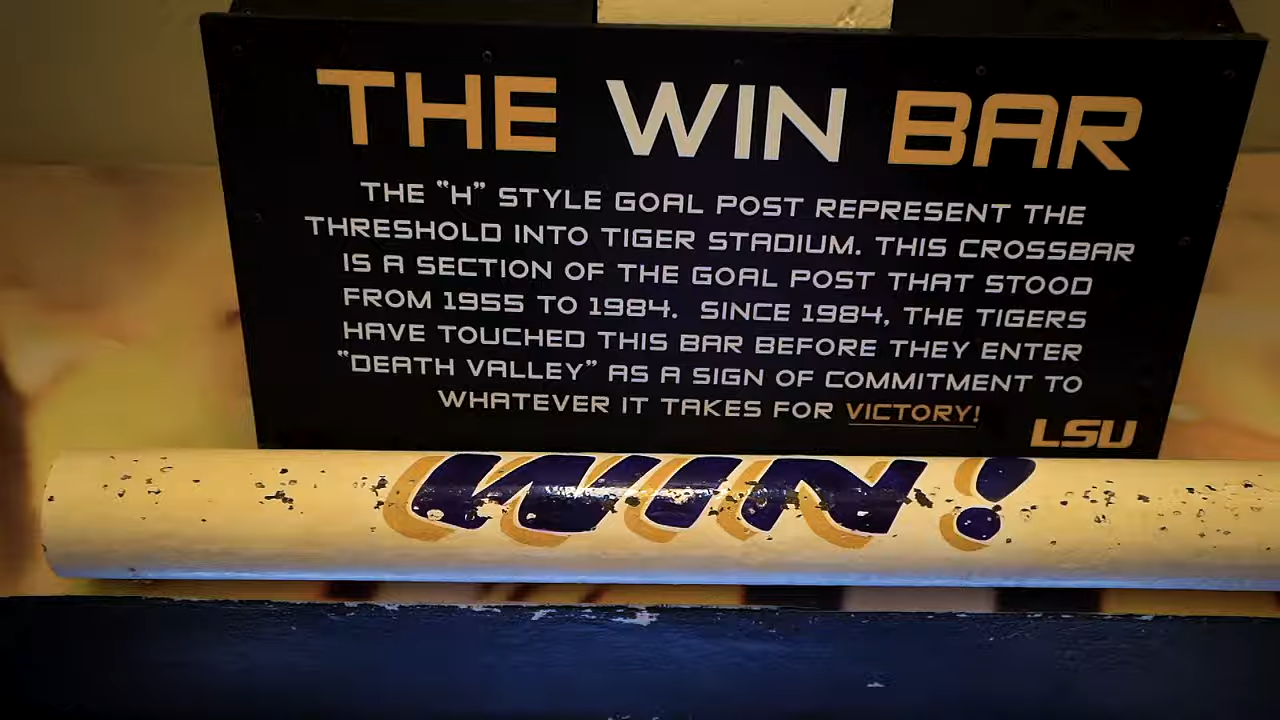 THE WIN BAR
THE "H" STYLE GOAL POST REPRESENT THE
THRESHOLD INTO TIGER STADIUM. THIS CROSSBAR
IS A SECTION OF THE GOAL POST THAT STOOD
FROM 1955 TO 1984. SINCE 1984, THE TIGERS
HAVE TOUCHED THIS BAR BEFORE THEY ENTER
"DEATH VALLEY" AS A SIGN OF COMMITMENT TO
WHATEVER IT TAKES FOR VICTORY!
LSU
WIN!